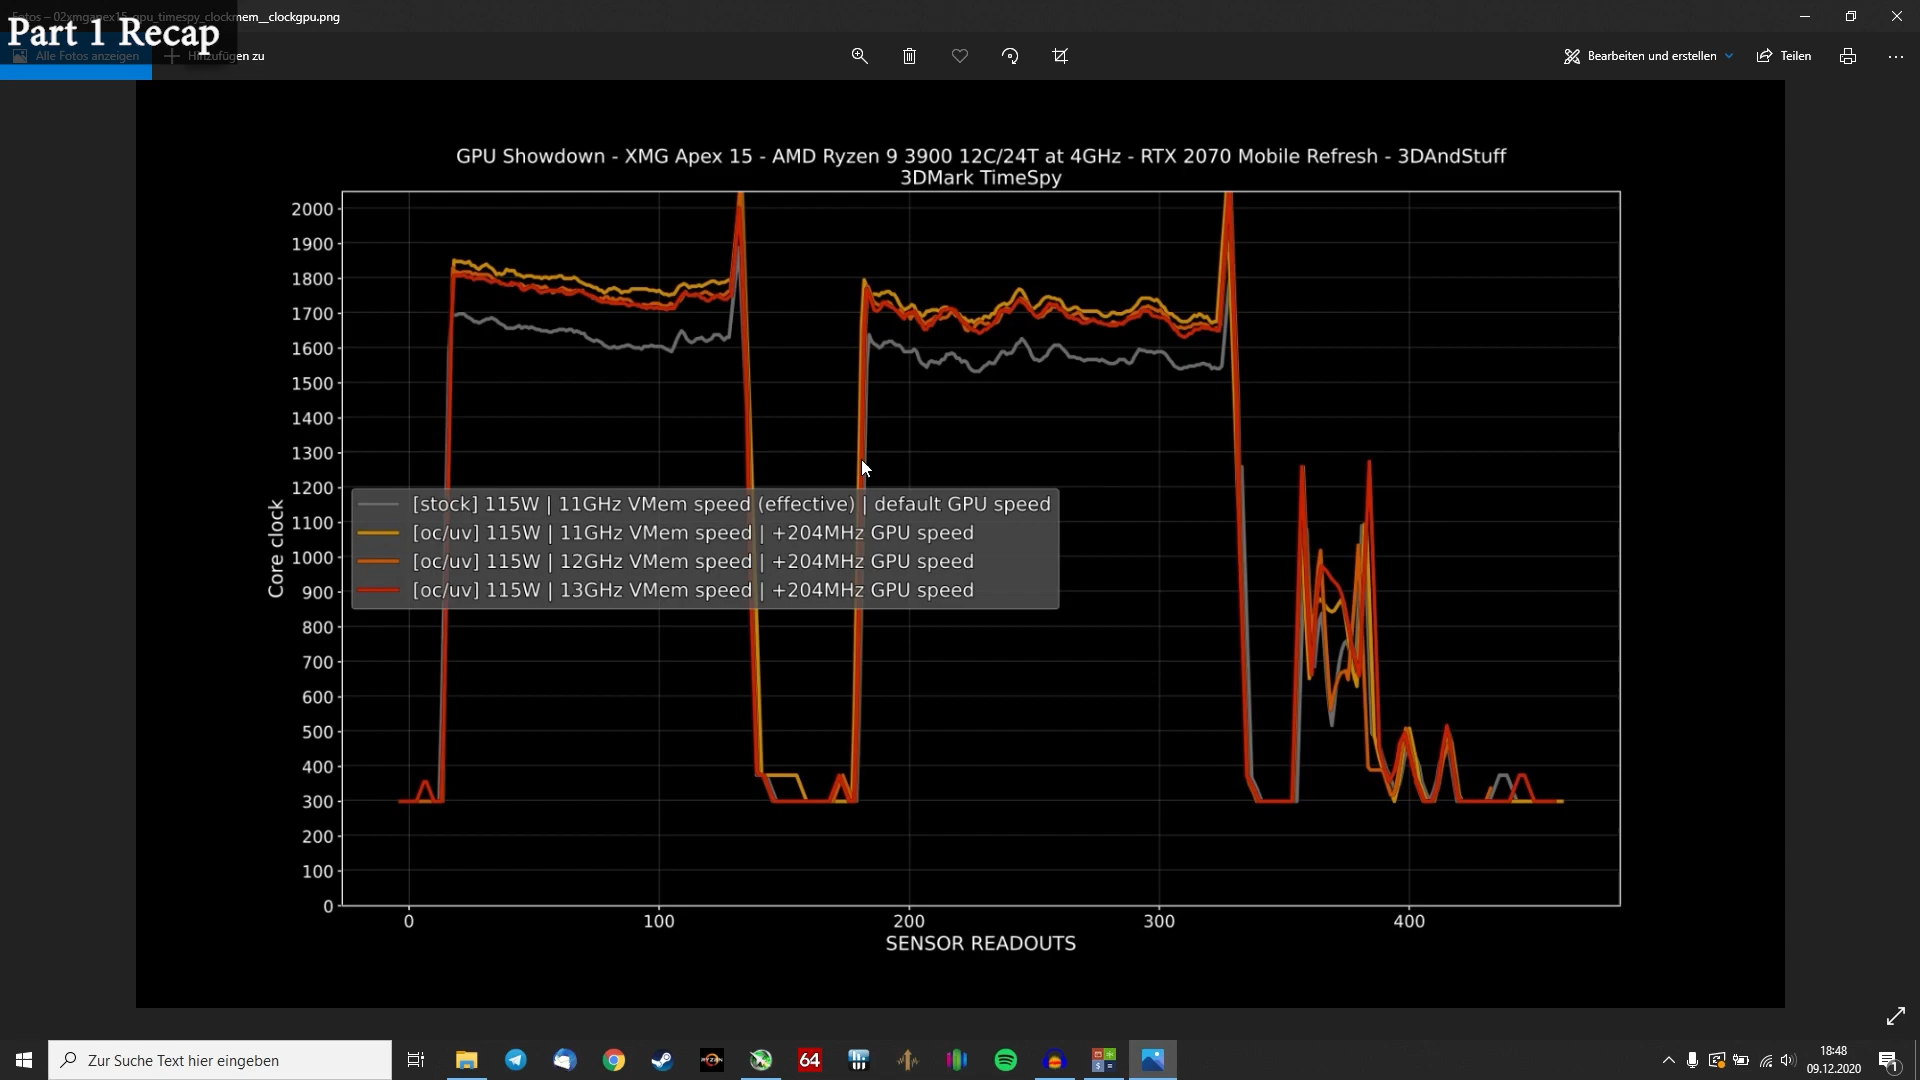 Fotos – 02xmgapex15_gpu_timespy_clockmem__clockgpu.png
Part 1 Recap
Alle Fotos anzeigen
Hinzufügen zu
Bearbeiten und erstellen
Teilen
GPU Showdown - XMG Apex 15 - AMD Ryzen 9 3900 12C/24T at 4GHz - RTX 2070 Mobile Refresh - 3DAndStuff
3DMark TimeSpy
2000
1900
1800
1700
1600
1500
1400
1300
1200
1100
1000
900
800
700
600
500
400
300
200
100
0
Core clock
[stock] 115W | 11GHz VMem speed (effective) | default GPU speed
[oc/uv] 115W | 11GHz VMem speed | +204MHz GPU speed
[oc/uv] 115W | 12GHz VMem speed | +204MHz GPU speed
[oc/uv] 115W | 13GHz VMem speed | +204MHz GPU speed
0 100 200 300 400
SENSOR READOUTS
Zur Suche Text hier eingeben
RYZEN
64
18:48
09.12.2020
1